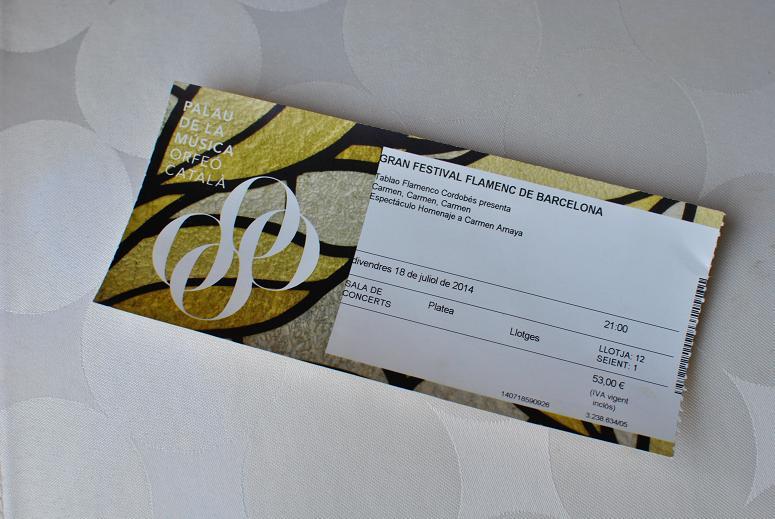 PALAU
DE LA
MÚSICA
ORFEÓ
CATALÀ
GRAN FESTIVAL FLAMENC DE BARCELONA
Tablao Flamenco Cordobés presenta
Carmen, Carmen, Carmen
Espectáculo Homenaje a Carmen Amaya
divendres 18 de juliol de 2014
21:00
SALA DE
CONCERTS
Platea
Llotges
LLOTJA: 12
SEIENT: 1
53,00 €
(IVA vigent
inclòs)
140718590926
3.238.634/05